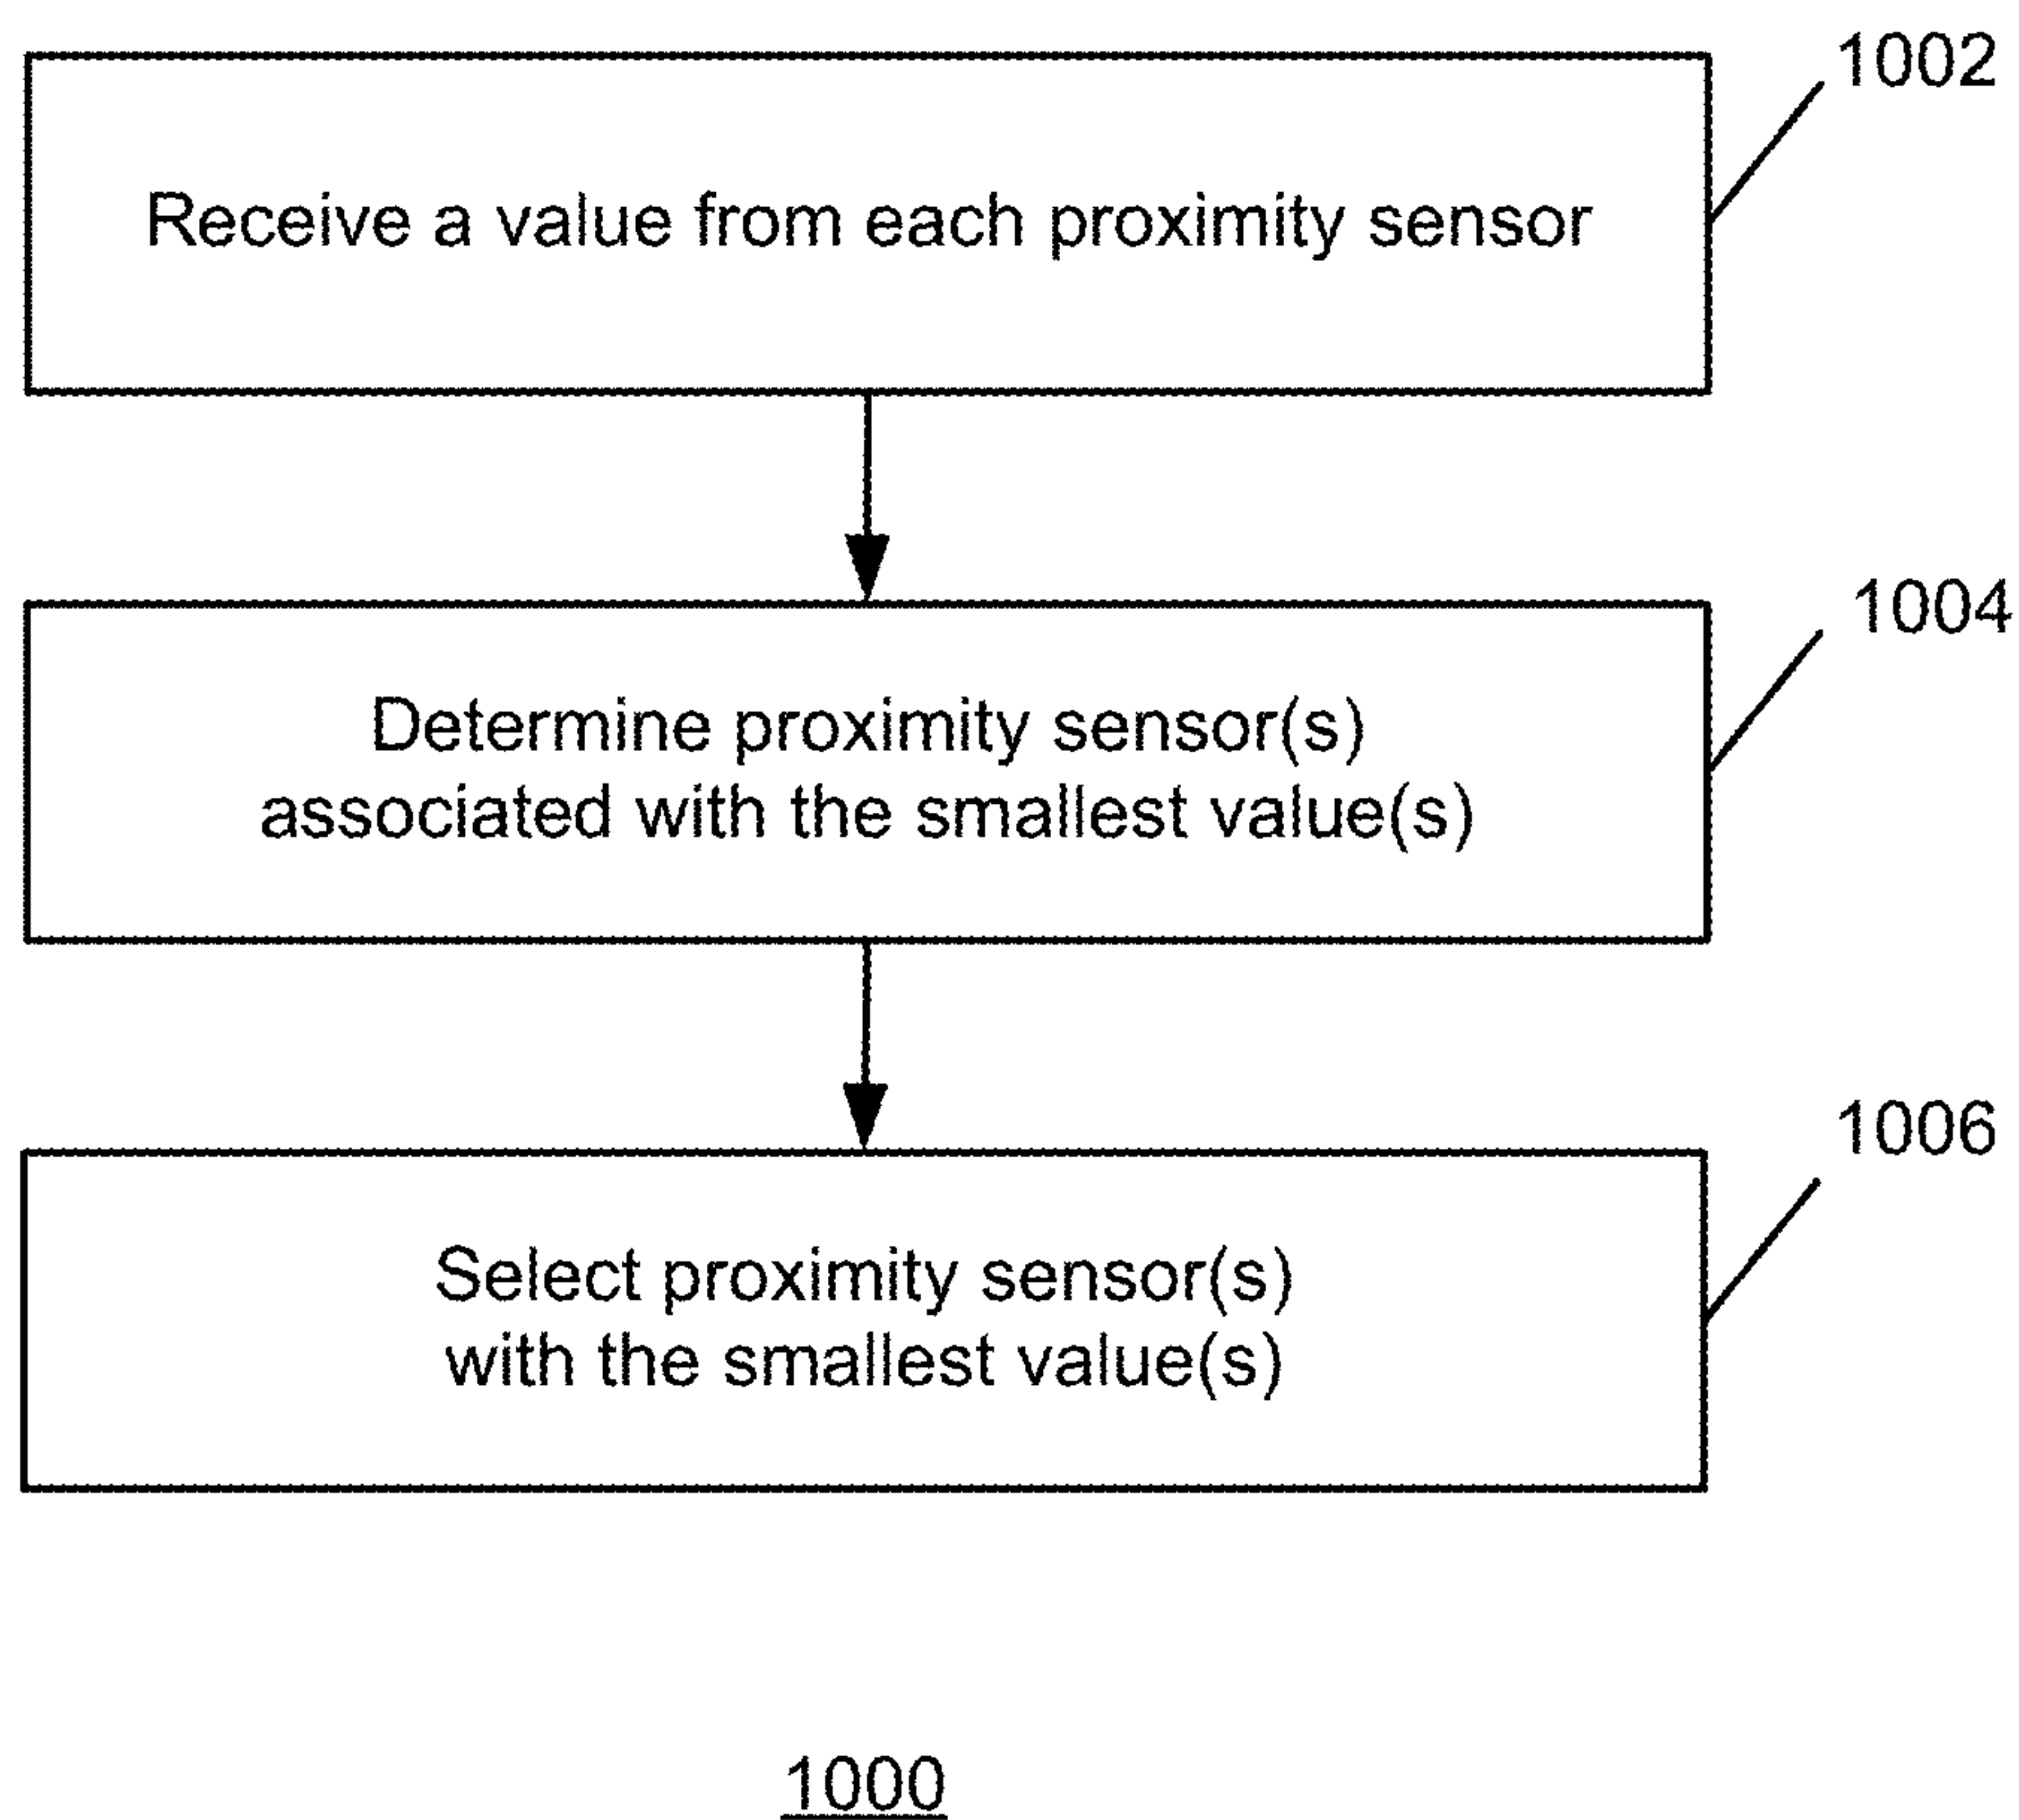 1002
Receive a value from each proximity sensor
1004
Determine proximity sensor(s)
associated with the smallest value(s)
1006
Select proximity sensor(s)
with the smallest value(s)
1000